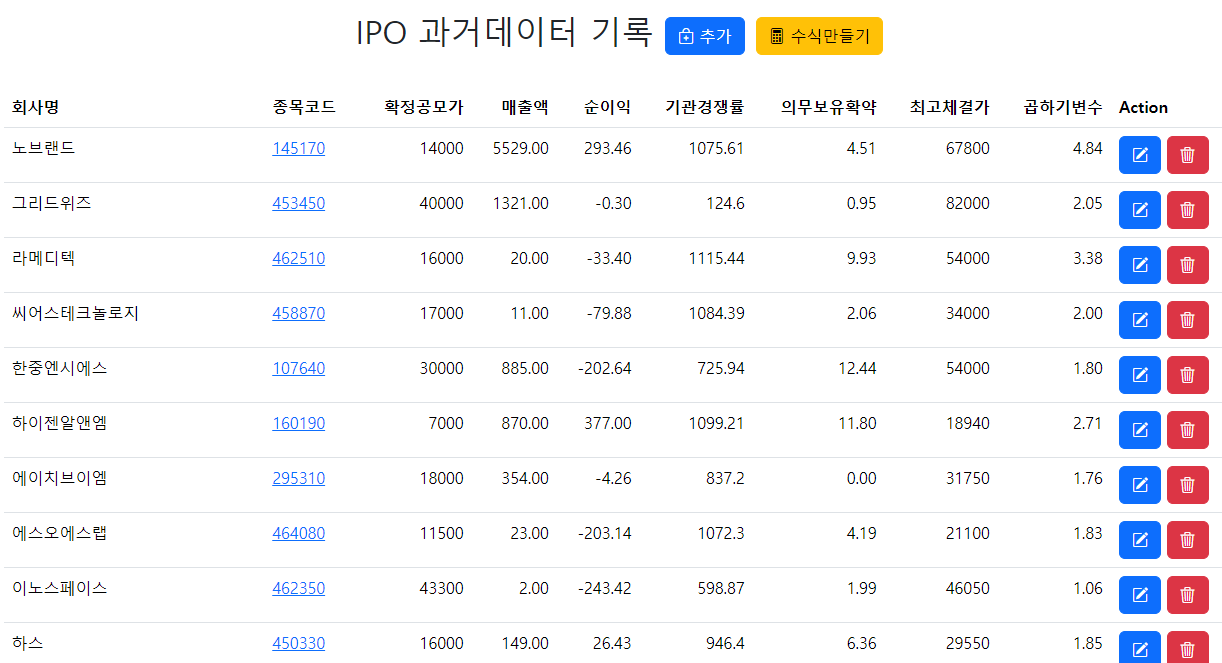 IPO 과거데이터 기록 추가 수식만들기
회사명 종목코드 확정공모가 매출액 순이익 기관경쟁률 의무보유확약 최고체결가 곱하기변수 Action
노브랜드 145170 14000 5529.00 293.46 1075.61 4.51 67800 4.84
그리드위즈 453450 40000 1321.00 -0.30 124.6 0.95 82000 2.05
라메디텍 462510 16000 20.00 -33.40 1115.44 9.93 54000 3.38
씨어스테크놀로지 458870 17000 11.00 -79.88 1084.39 2.06 34000 2.00
한중엔시에스 107640 30000 885.00 -202.64 725.94 12.44 54000 1.80
하이젠알앤엠 160190 7000 870.00 377.00 1099.21 11.80 18940 2.71
에이치브이엠 295310 18000 354.00 -4.26 837.2 0.00 31750 1.76
에스오에스랩 464080 11500 23.00 -203.14 1072.3 4.19 21100 1.83
이노스페이스 462350 43300 2.00 -243.42 598.87 1.99 46050 1.06
하스 450330 16000 149.00 26.43 946.4 6.36 29550 1.85